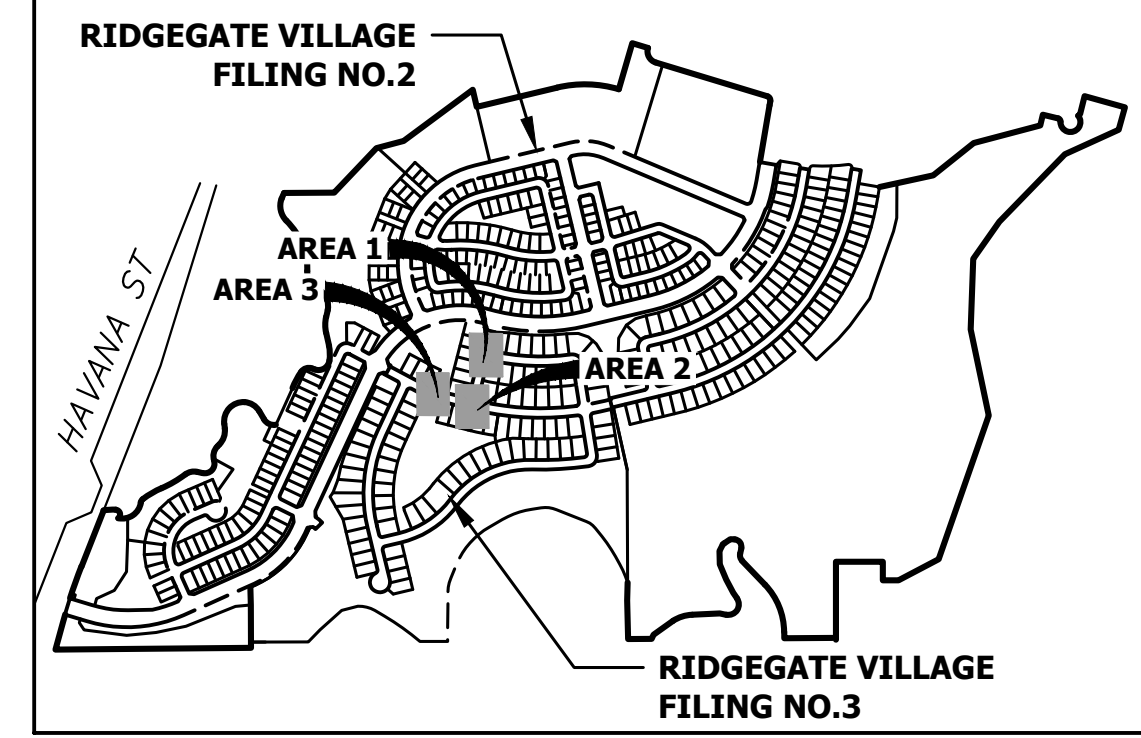 RIDGEGATE VILLAGE
FILING NO.2
AREA 1
AREA 3
HAVANA ST
AREA 2
RIDGEGATE VILLAGE
FILING NO.3